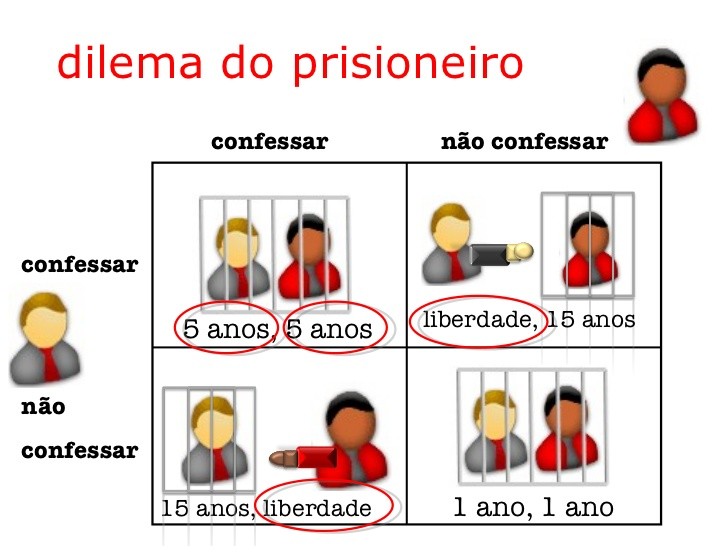 dilema do prisioneiro
confessar não confessar
confessar
5 anos, 5 anos
liberdade, 15 anos
não
confessar
15 anos, liberdade
1 ano, 1 ano